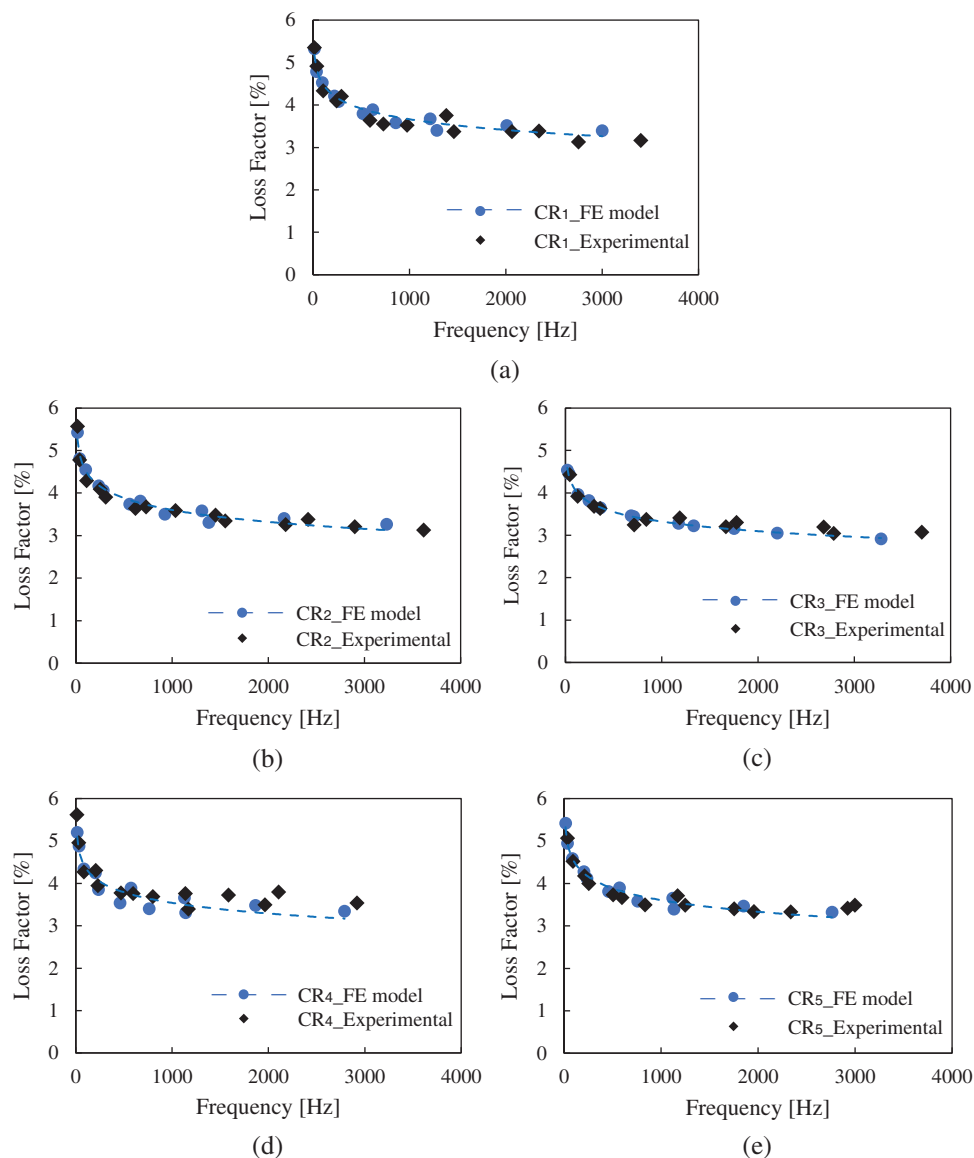 6
5
4
3
2
1
0
Loss Factor [%]
CR1_FE model
CR1_Experimental
0 1000 2000 3000 4000
Frequency [Hz]
(a)
6
5
4
3
2
1
0
Loss Factor [%]
CR2_FE model
CR2_Experimental
0 1000 2000 3000 4000
Frequency [Hz]
(b)
6
5
4
3
2
1
0
Loss Factor [%]
CR3_FE model
CR3_Experimental
0 1000 2000 3000 4000
Frequency [Hz]
(c)
6
5
4
3
2
1
0
Loss Factor [%]
CR4_FE model
CR4_Experimental
0 1000 2000 3000 4000
Frequency [Hz]
(d)
6
5
4
3
2
1
0
Loss Factor [%]
CR5_FE model
CR5_Experimental
0 1000 2000 3000 4000
Frequency [Hz]
(e)